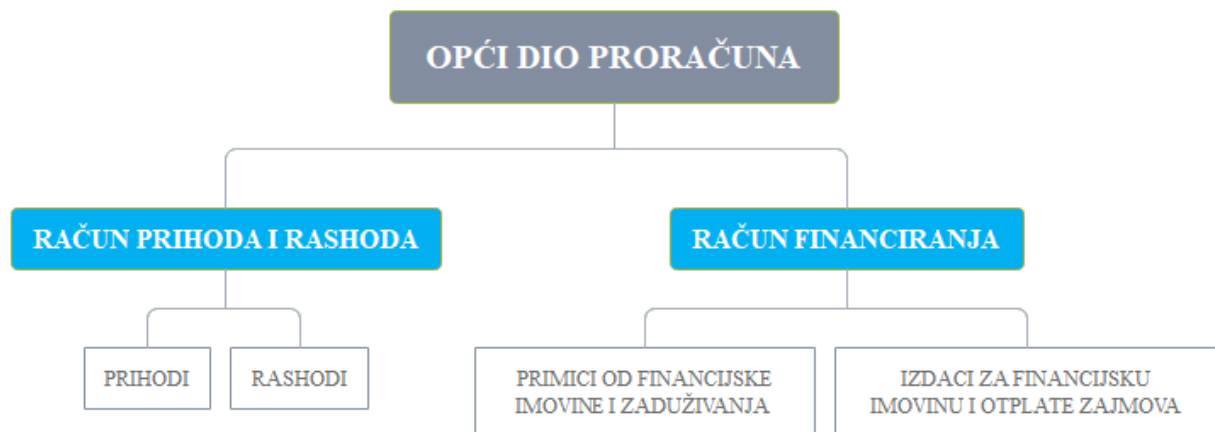 OPĆI DIO PRORAČUNA
RAČUN PRIHODA I RASHODA
RAČUN FINANCIRANJA
PRIHODI
RASHODI
PRIMICI OD FINANCIJSKE
IMOVINE I ZADUŽIVANJA
IZDACI ZA FINANCIJSKU
IMOVINU I OTPLATE ZAJMOVA